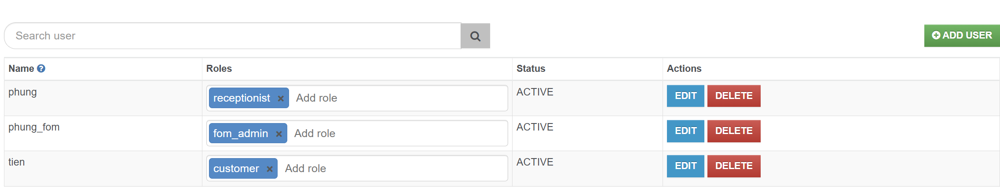 Search user
ADD USER
Name Roles Status Actions
phung receptionist × Add role ACTIVE EDIT DELETE
phung_fom fom_admin × Add role ACTIVE EDIT DELETE
tien customer × Add role ACTIVE EDIT DELETE